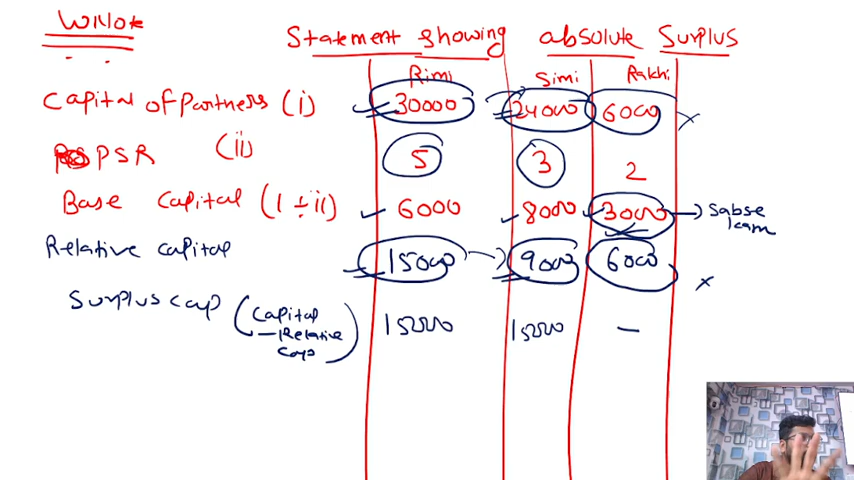 WNOte
Statement showing absolute Surplus
Rimi Simi Rakhi
Capital of Partners (i) 30000 24000 6000 x
PSR (ii) 5 3 2
Base Capital (1 ÷ ii) 6000 8000 3000 → Sabse kam
Relative capital 15000 → 9000 6000 x
Surplus cap (Capital
— Relative
cap) 15000 15000 —